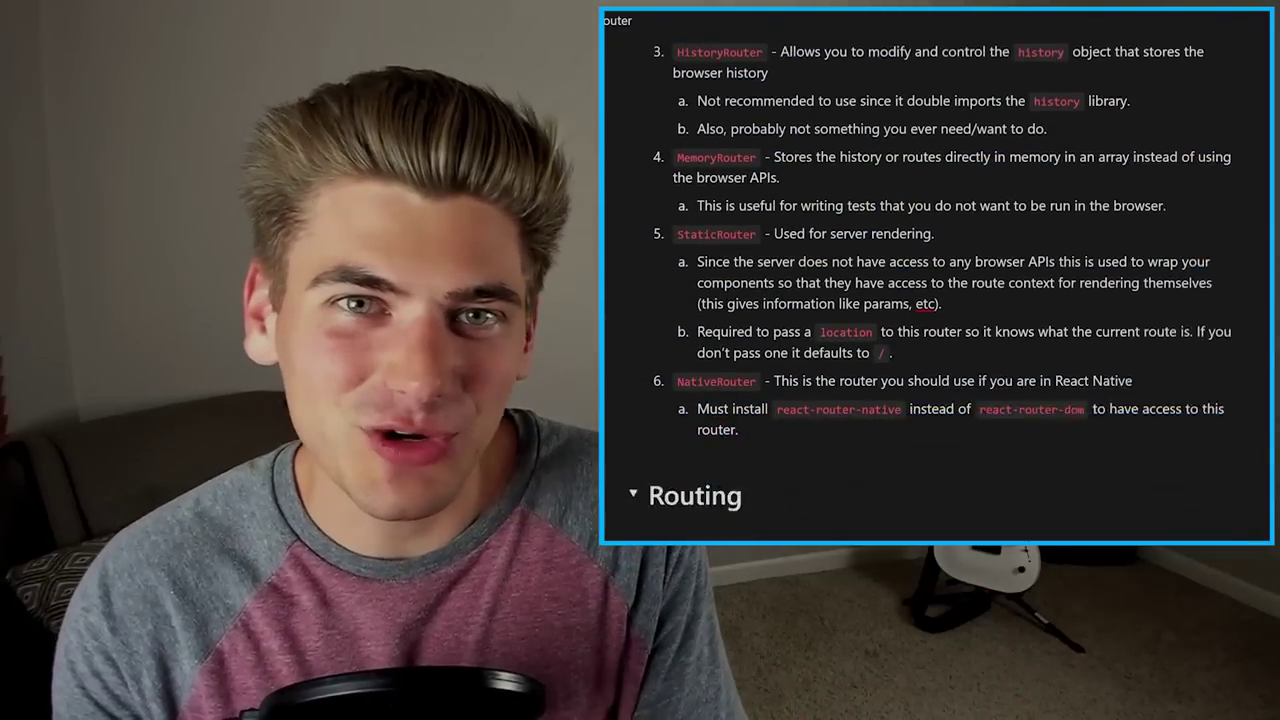 outer
3. HistoryRouter - Allows you to modify and control the history object that stores the
browser history
a. Not recommended to use since it double imports the history library.
b. Also, probably not something you ever need/want to do.
4. MemoryRouter - Stores the history or routes directly in memory in an array instead of using
the browser APIs.
a. This is useful for writing tests that you do not want to be run in the browser.
5. StaticRouter - Used for server rendering.
a. Since the server does not have access to any browser APIs this is used to wrap your
components so that they have access to the route context for rendering themselves
(this gives information like params, etc).
b. Required to pass a location to this router so it knows what the current route is. If you
don't pass one it defaults to / .
6. NativeRouter - This is the router you should use if you are in React Native
a. Must install react-router-native instead of react-router-dom to have access to this
router.
Routing